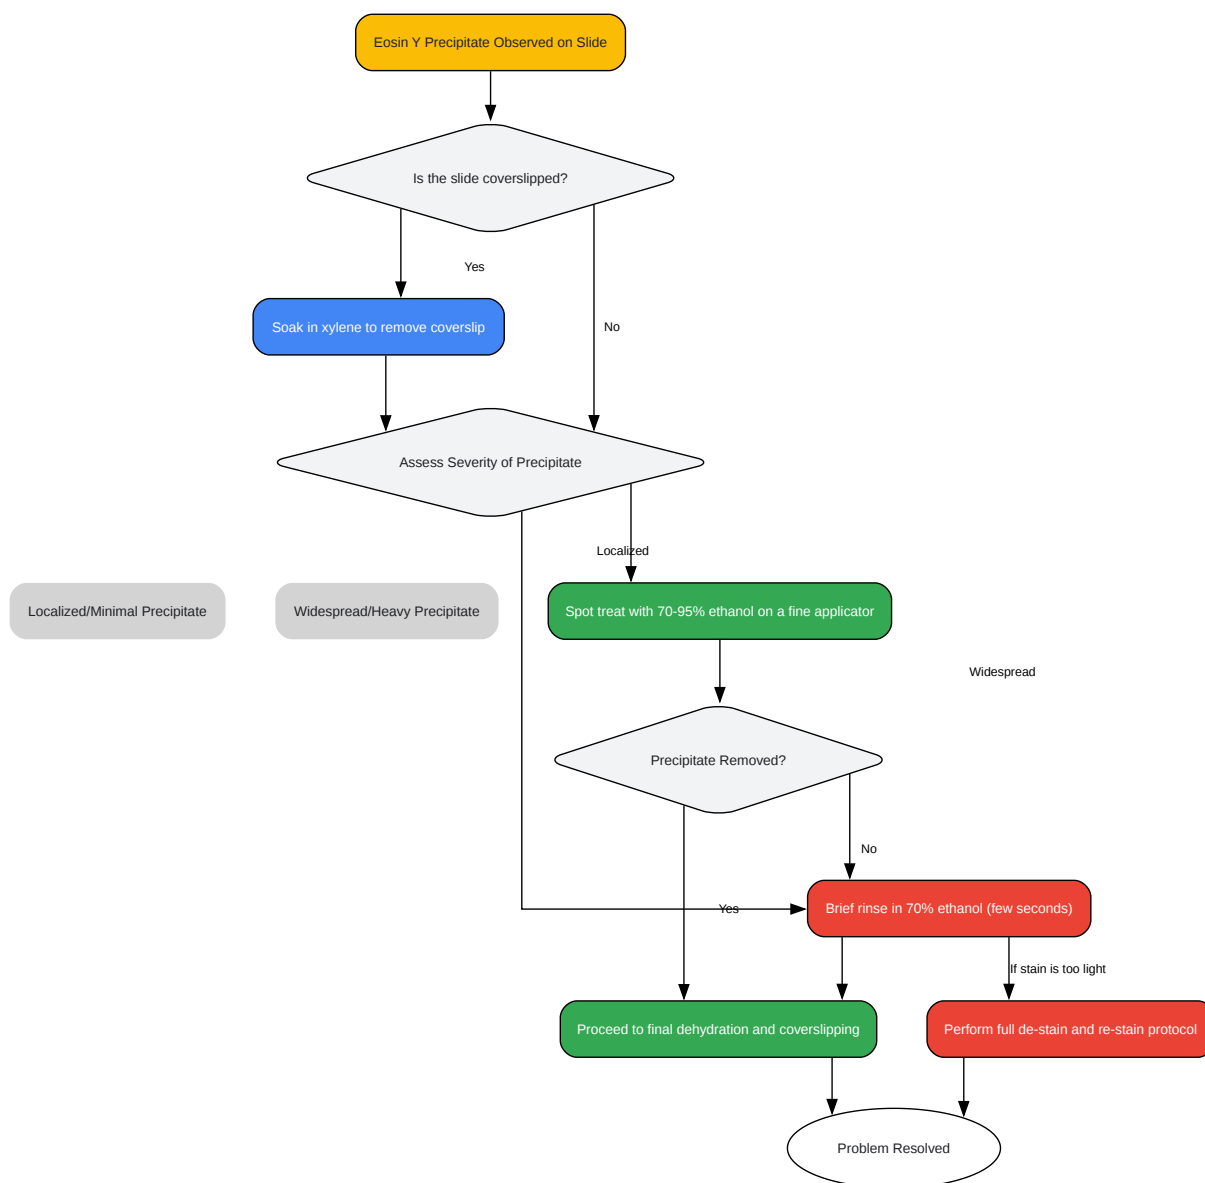 Eosin Y Precipitate Observed on Slide
Is the slide coverslipped?
Yes
Soak in xylene to remove coverslip
No
Assess Severity of Precipitate
Localized
Localized/Minimal Precipitate
Widespread/Heavy Precipitate
Spot treat with 70-95% ethanol on a fine applicator
Widespread
Precipitate Removed?
No
Yes
Brief rinse in 70% ethanol (few seconds)
If stain is too light
Proceed to final dehydration and coverslipping
Perform full de-stain and re-stain protocol
Problem Resolved